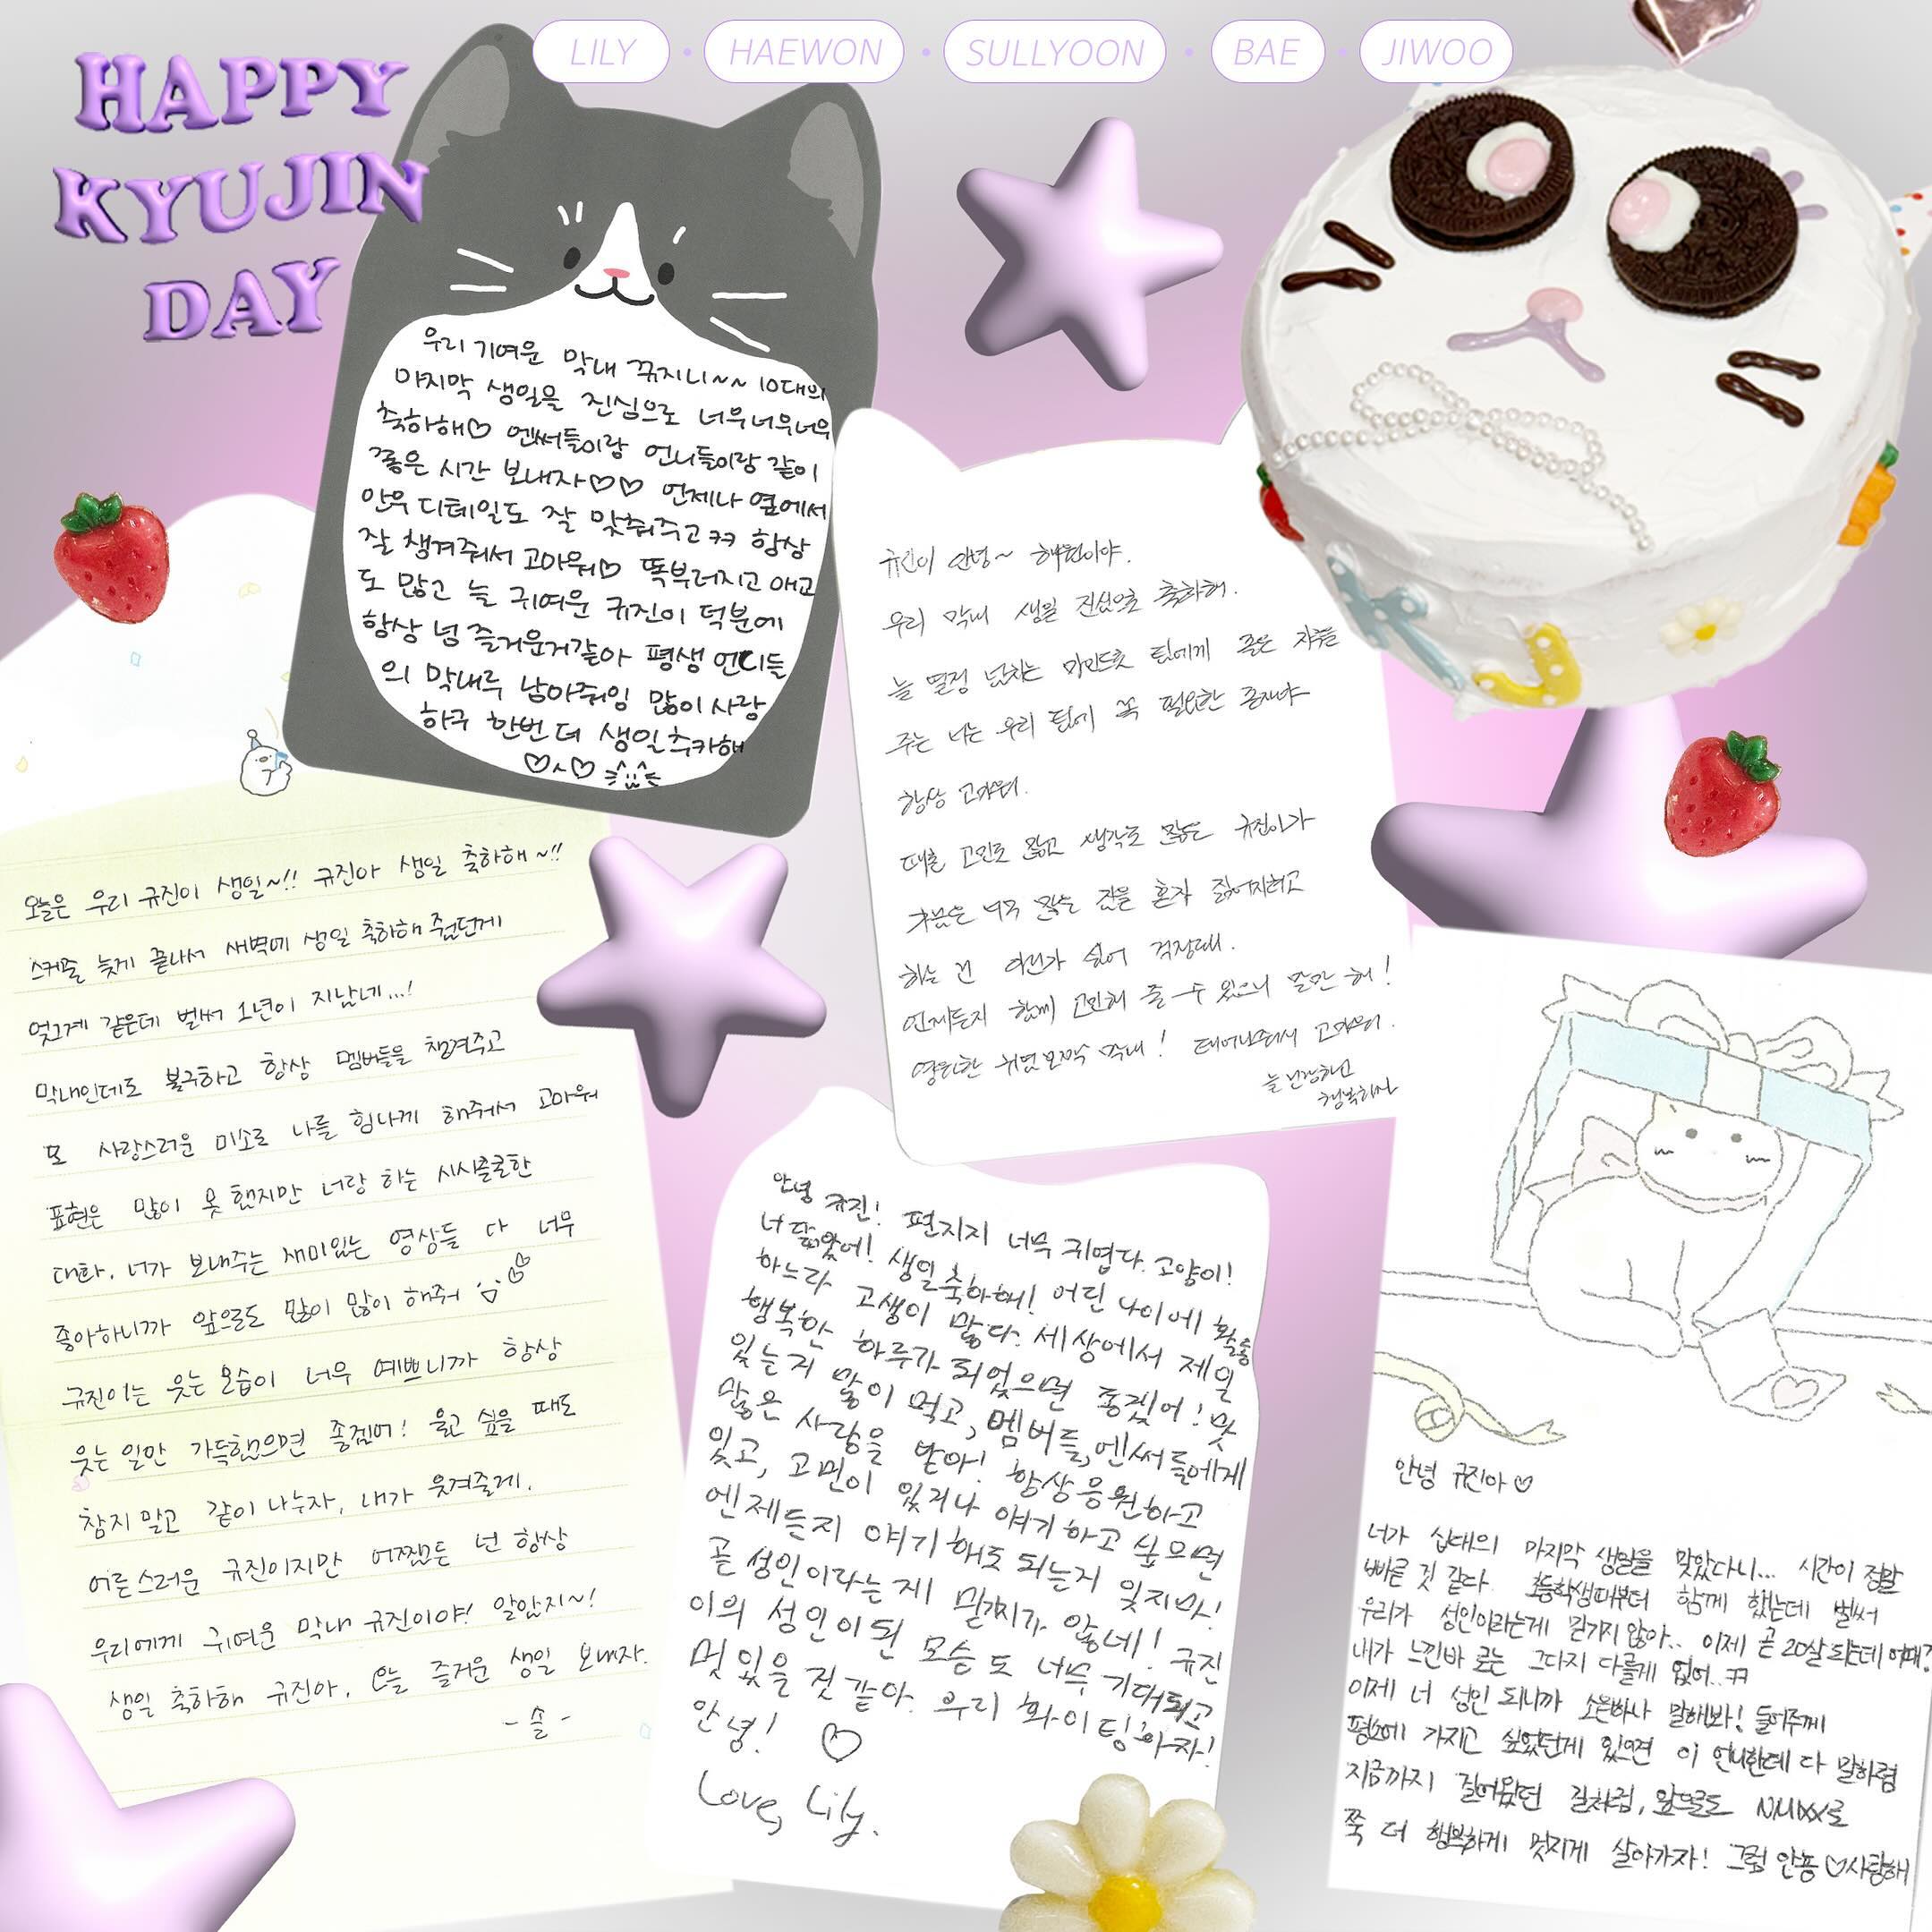 HAPPY
KYUJIN
DAY
LILY • HAEWON • SULLYOON • BAE • JIWOO
우리 기여운 막내 뀨지니~~ 10대의
마지막 생일을 진심으로 너무너무너무
축하해♡ 엔써들이랑 언니들이랑 같이
좋은 시간 보내자♡♡ 언제나 옆에서
안무 디테일도 잘 맞춰주고 ㅋㅋ 항상
잘 챙겨줘서 고마워♡ 똑부러지고 애교
도 많고 늘 귀여운 규진이 덕분에
항상 넘 즐거운거같아 평생 언니들
의 막내루 남아줘잉 많이 사랑
하구 한번 더 생일추카해
♡~♡
규진이 안녕~ 해원이야.
우리 막내 생일 진심으로 축하해.
늘 열정 넘치는 마인드로 팀에게 좋은 자극을
주는 너는 우리 팀에 꼭 필요한 존재야
항상 고마워.
때론 고민도 많고 생각도 많은 규진이가
너무 많은 것을 혼자 짊어지려고
하는 건 아닌가 싶어 걱정돼.
언제든지 함께 고민해 줄 수 있으니 말만 해!
영원한 귀염뽀짝 막내! 태어나줘서 고마워.
늘 건강하고
행복하자
오늘은 우리 규진이 생일~!! 규진아 생일 축하해~!!
스케줄 늦게 끝나서 새벽에 생일 축하해 줬던게
엊그제 같은데 벌써 1년이 지났네...!
막내인데도 불구하고 항상 멤버들을 챙겨주고
또 사랑스러운 미소로 나를 힘나게 해줘서 고마워
표현은 많이 못 했지만 너랑 하는 시시콜콜한
대화, 너가 보내주는 재미있는 영상들 다 너무
좋아하니까 앞으로도 많이 많이 해줘
규진이는 웃는 모습이 너무 예쁘니까 항상
웃는 일만 가득했으면 좋겠어! 울고 싶을 때도
참지 말고 같이 나누자, 내가 웃겨줄게.
어른스러운 규진이지만 어쨌든 넌 항상
우리에게 귀여운 막내 규진이야! 알았지~!
생일 축하해 규진아, 오늘 즐거운 생일 보내자.
- 솔 -
안녕 규진! 편지지 너무 귀엽다. 고양이!
너 닮았어! 생일축하해! 어린 나이에 활동
하느라 고생이 많다. 세상에서 제일
행복한 하루가 되었으면 좋겠어! 맛
있는거 많이 먹고, 멤버들,엔써들에게
많은 사랑을 받아! 항상 응원하고
있고, 고민이 있거나 얘기하고 싶으면
언제든지 얘기해도 되는거 잊지마!
곧 성인이라는게 믿겨지가 않네! 규진
이의 성인이 된 모습도 너무 기대되고
멋있을 것 같아. 우리 화이팅하자!
안녕! ♡
Love, Lily.
안녕 규진아 ♡
너가 십대의 마지막 생일을 맞았다니... 시간이 정말
빠른 것 같다. 초등학생때부터 함께 했는데 벌써
우리가 성인이라는게 믿기지 않아.. 이제 곧 20살 되는데 어때?
내가 느낀바로는 그다지 다를게 없어..ㅋㅋ
이제 너 성인 되니까 소원하나 말해봐! 들어주게
평소에 가지고 싶었던게 있으면 이 언니한테 다 말하렴
지금까지 걸어왔던 길처럼, 앞으로도 NMIXX로
쭉 더 행복하게 멋지게 살아가자! 그럼 안뇽 ♡사랑해
K J